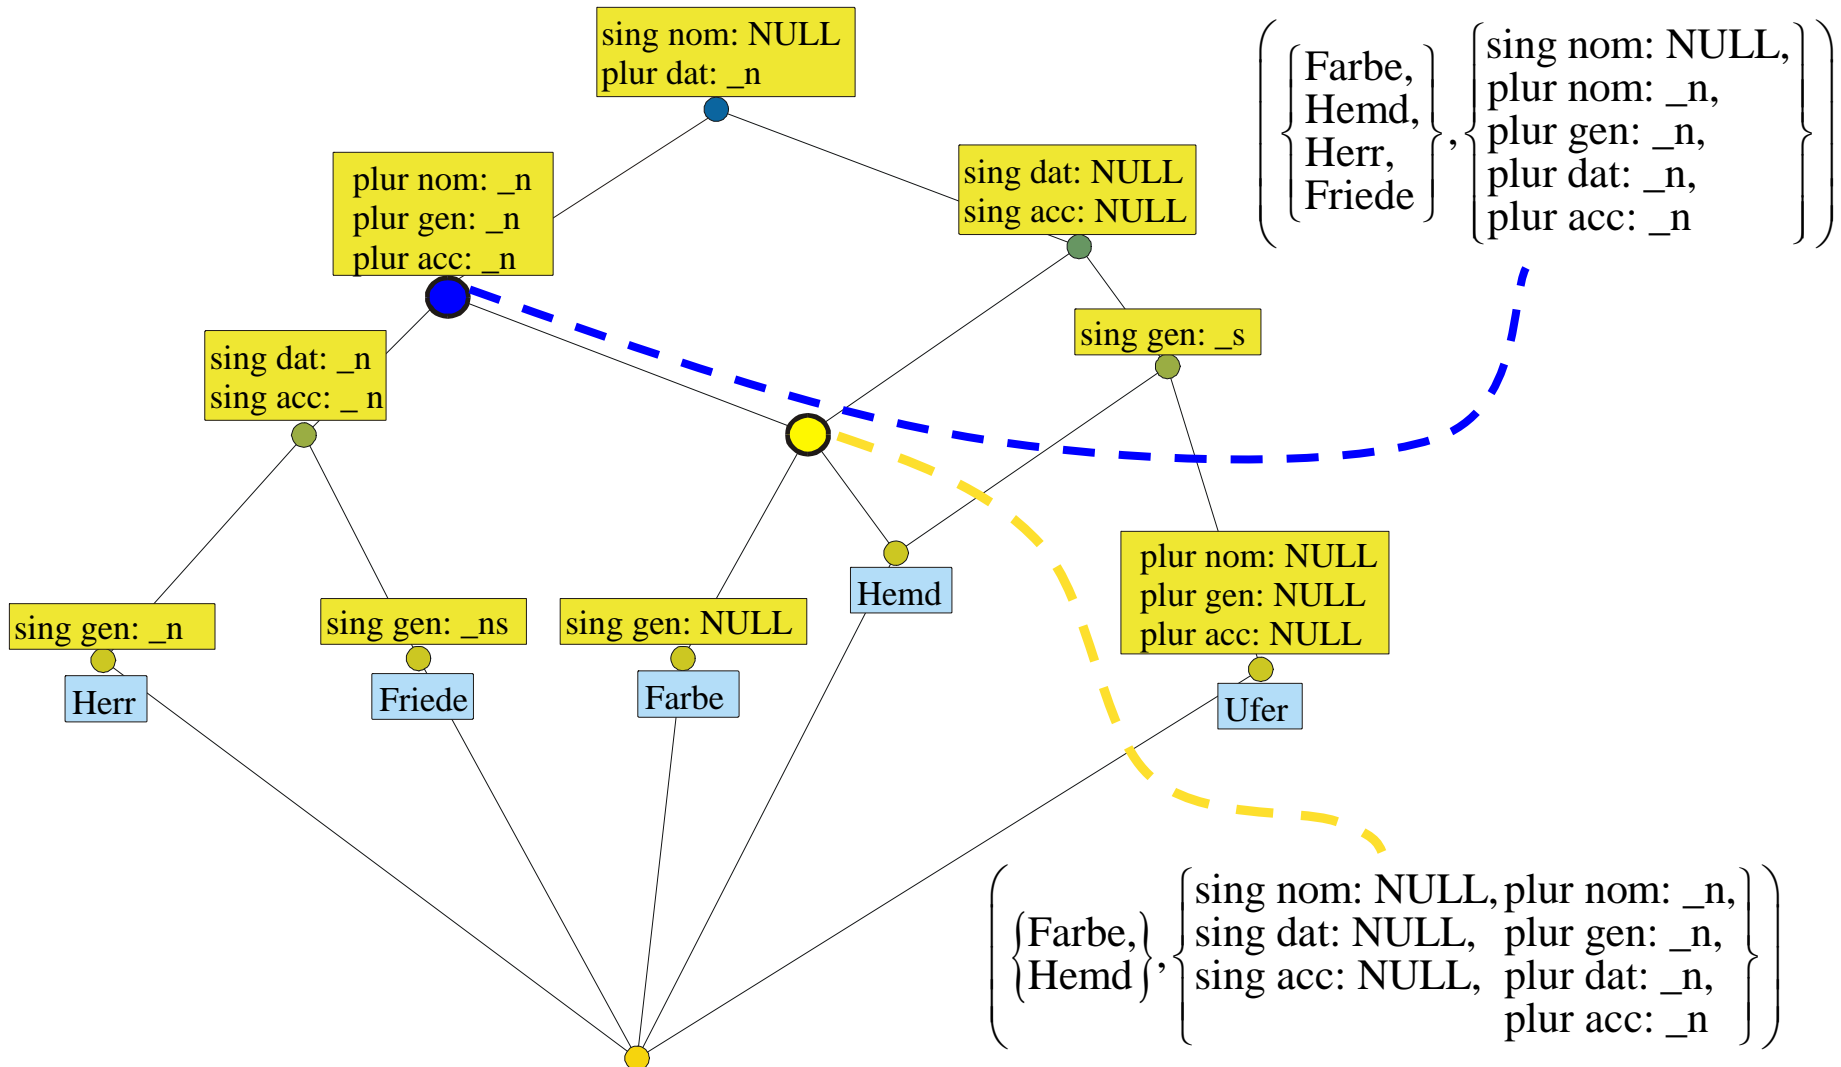 sing nom: NULL
plur dat: _n
plur nom: _n
plur gen: _n
plur acc: _n
sing dat: NULL
sing acc: NULL
sing dat: _n
sing acc: _ n
sing gen: _s
sing gen: _n
Herr
sing gen: _ns
Friede
sing gen: NULL
Farbe
Hemd
plur nom: NULL
plur gen: NULL
plur acc: NULL
Ufer
( { Farbe,
Hemd,
Herr,
Friede } , { sing nom: NULL,
plur nom: _n,
plur gen: _n,
plur dat: _n,
plur acc: _n } )
( { Farbe,
Hemd } , { sing nom: NULL, plur nom: _n,
sing dat: NULL, plur gen: _n,
sing acc: NULL, plur dat: _n,
plur acc: _n } )